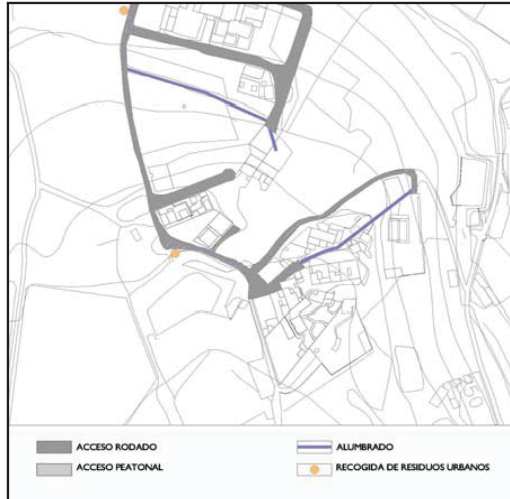 ACCESO RODADO
ALUMBRADO
ACCESO PEATONAL
RECOGIDA DE RESIDUOS URBANOS